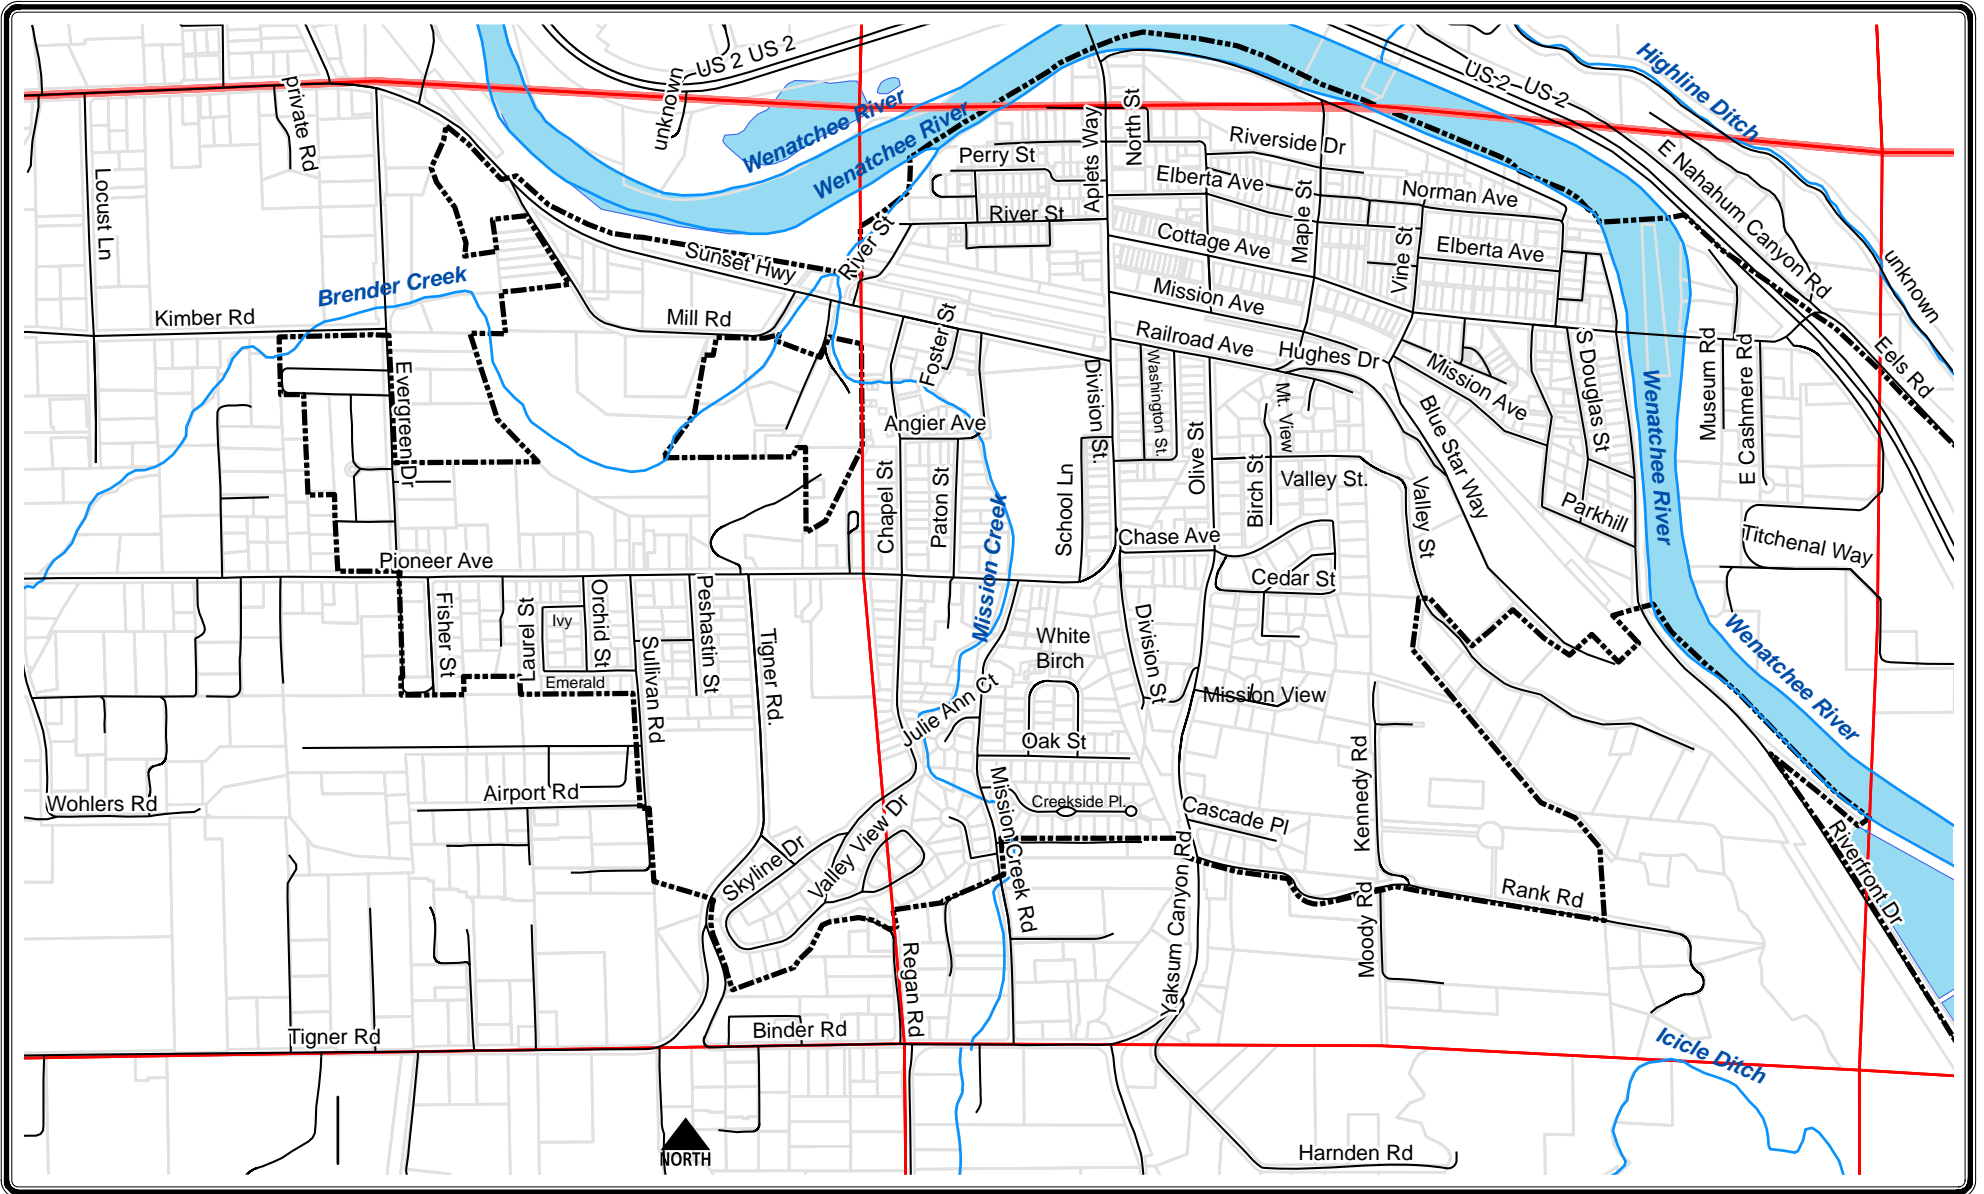 US 2 US 2
unknown
Highline Ditch
US-2 US-2
private Rd
Wenatchee River
Wenatchee River
North St
Aplets Way
Riverside Dr
Perry St
E Nahahum Canyon Rd
Locust Ln
Elberta Ave
Maple St
Norman Ave
River St
River St
Cottage Ave
Vine St
Elberta Ave
unknown
Sunset Hwy
Brender Creek
Mission Ave
Kimber Rd
Mill Rd
Foster St
Railroad Ave
Hughes Dr
S Douglas St
Museum Rd
E Cashmere Rd
Eels Rd
Evergreen Dr
Division St.
Washington St.
Mt. View
Mission Ave
Wenatchee River
Angier Ave
Blue Star Way
Olive St
Chapel St
Paton St
School Ln
Birch St
Valley St.
Valley St
Parkhill
Mission Creek
Chase Ave
Titchenal Way
Pioneer Ave
Cedar St
Fisher St
Laurel St
Ivy
Orchid St
Sullivan Rd
Peshastin St
Tigner Rd.
White
Birch
Division St
Wenatchee River
Emerald
Julie Ann Ct
Mission View
Oak St
Kennedy Rd
Wohlers Rd
Airport Rd
Mission Creek Rd
Creekside Pl.
Cascade Pl
Skyline Dr
Valley View Dr
Yaksum Canyon Rd
Riverfront Dr
Moody Rd
Rank Rd
Regan Rd
Tigner Rd
Binder Rd
Icicle Ditch
NORTH
Harnden Rd